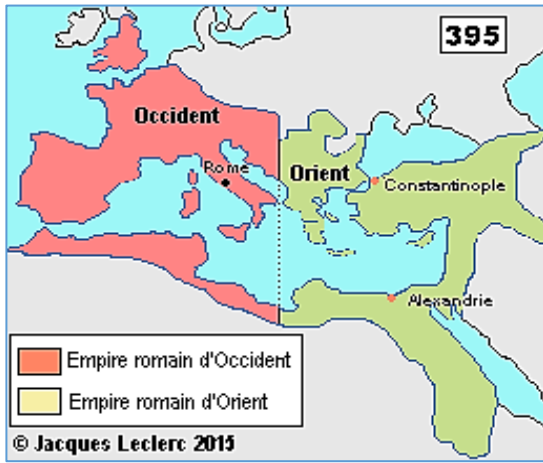 395
Occident
Rome
Orient
Constantinople
Alexandrie
Empire romain d'Occident
Empire romain d'Orient
© Jacques Leclerc 2015